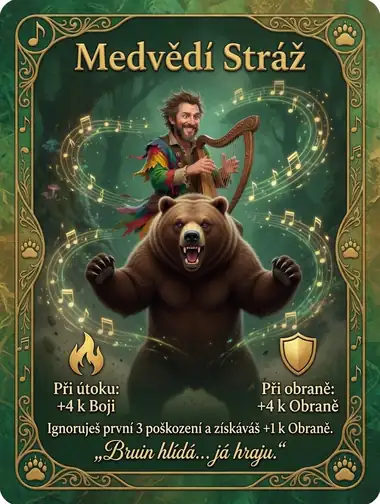 Medvědí Stráž
Při útoku:
+4 k Boji
Při obraně:
+4 k Obraně
Ignoruješ první 3 poškození a získáváš +1 k Obraně.
„Bruin hlídá... já hraju.“